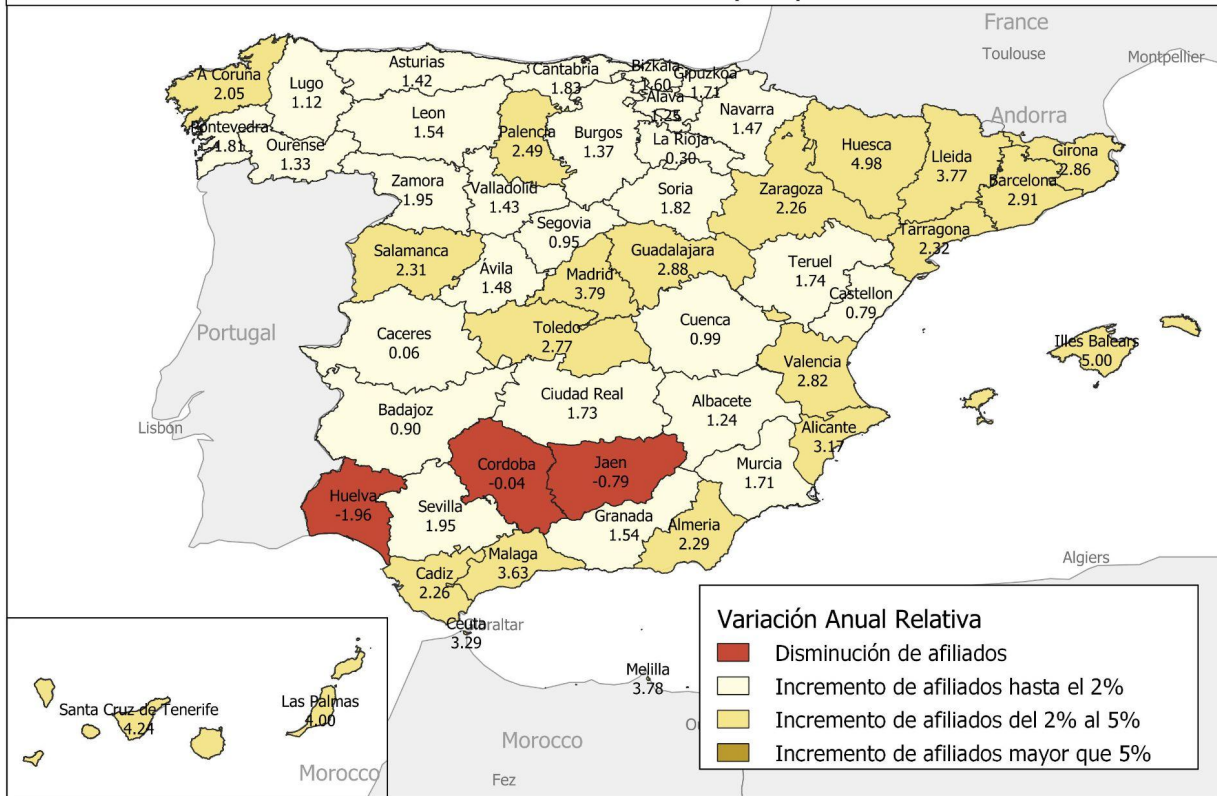 France
Toulouse
Montpellier
Andorra
A Coruña
2.05
Lugo
1.12
Asturias
1.42
Cantabria
1.83
Bizkaia
1.60
Gipuzkoa
1.71
Alava
1.25
Navarra
1.47
Pontevedra
1.81
Ourense
1.33
Leon
1.54
Palencia
2.49
Burgos
1.37
La Rioja
0.30
Huesca
4.98
Lleida
3.77
Girona
2.86
Barcelona
2.91
Zamora
1.95
Valladolid
1.43
Soria
1.82
Zaragoza
2.26
Tarragona
2.32
Segovia
0.95
Salamanca
2.31
Ávila
1.48
Madrid
3.79
Guadalajara
2.88
Teruel
1.74
Castellon
0.79
Portugal
Caceres
0.06
Toledo
2.77
Cuenca
0.99
Valencia
2.82
Illes Balears
5.00
Lisbon
Badajoz
0.90
Ciudad Real
1.73
Albacete
1.24
Alicante
3.17
Huelva
-1.96
Cordoba
-0.04
Jaen
-0.79
Murcia
1.71
Sevilla
1.95
Granada
1.54
Almeria
2.29
Cadiz
2.26
Malaga
3.63
Ceuta
3.29
Gibraltar
Melilla
3.78
Algiers
Morocco
Fez
Santa Cruz de Tenerife
4.24
Las Palmas
4.00
Morocco
Variación Anual Relativa
Disminución de afiliados
Incremento de afiliados hasta el 2%
Incremento de afiliados del 2% al 5%
Incremento de afiliados mayor que 5%